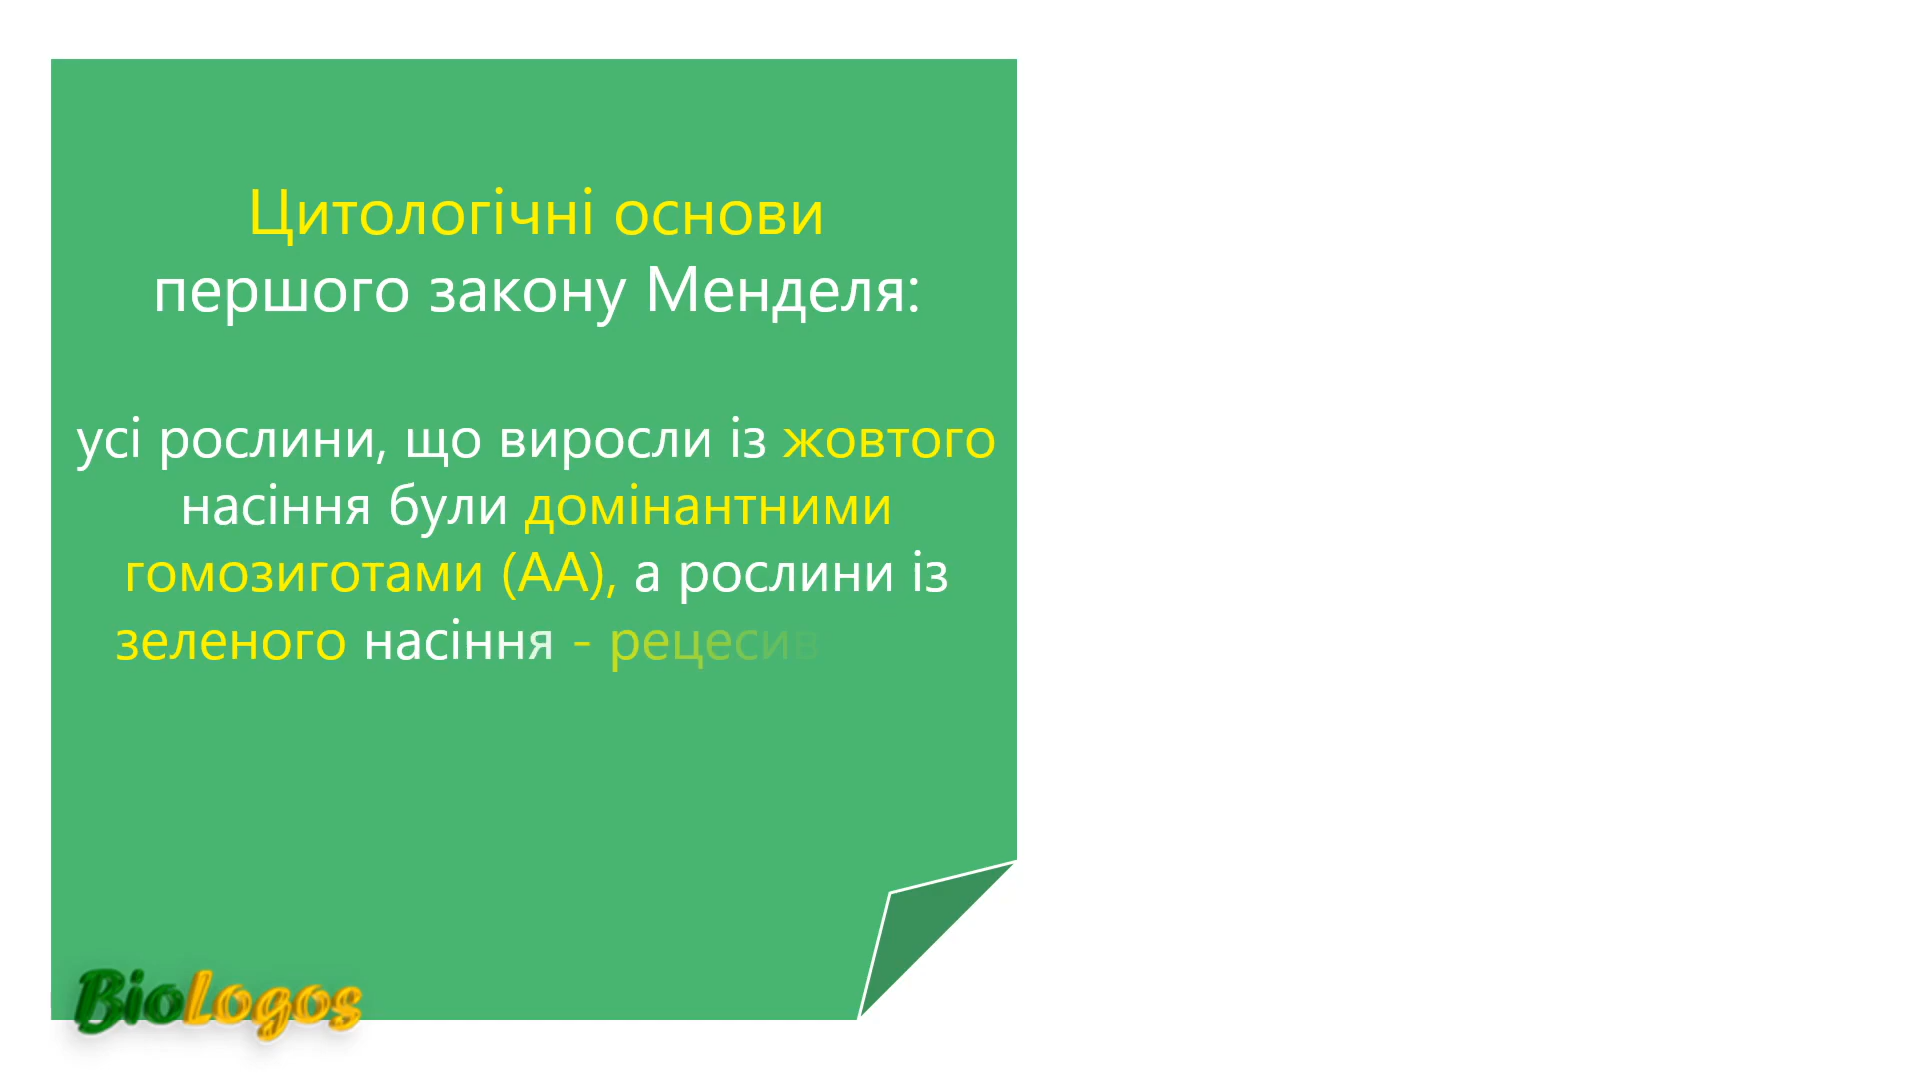 Цитологічні основи
першого закону Менделя:
усі рослини, що виросли із жовтого
насіння були домінантними
гомозиготами (АА), а рослини із
зеленого насіння - рецесив
BioLogos